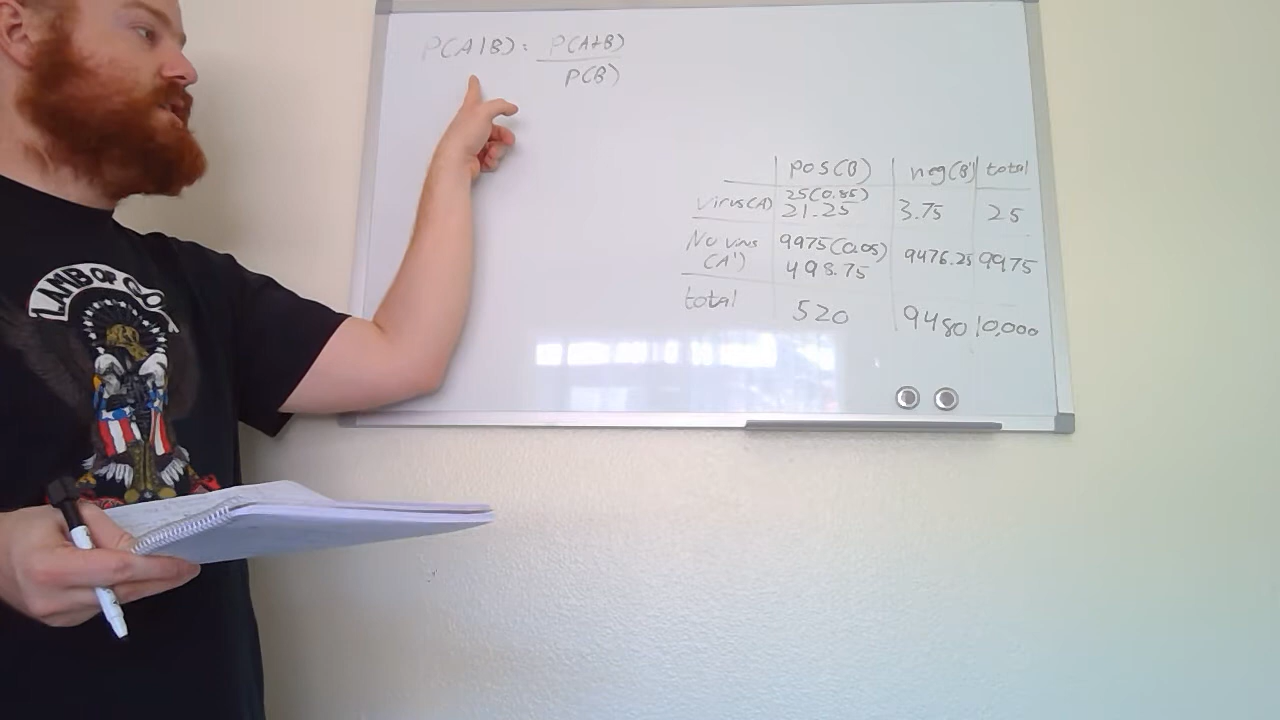 P(A|B) = P(A+B)
P(B)
pos(B) neg(B') total
Virus(A) 25(0.85) 21.25 3.75 25
No virus (A') 9975(0.05) 498.75 9476.25 9975
total 520 9480 10,000
LAMB OF GOD